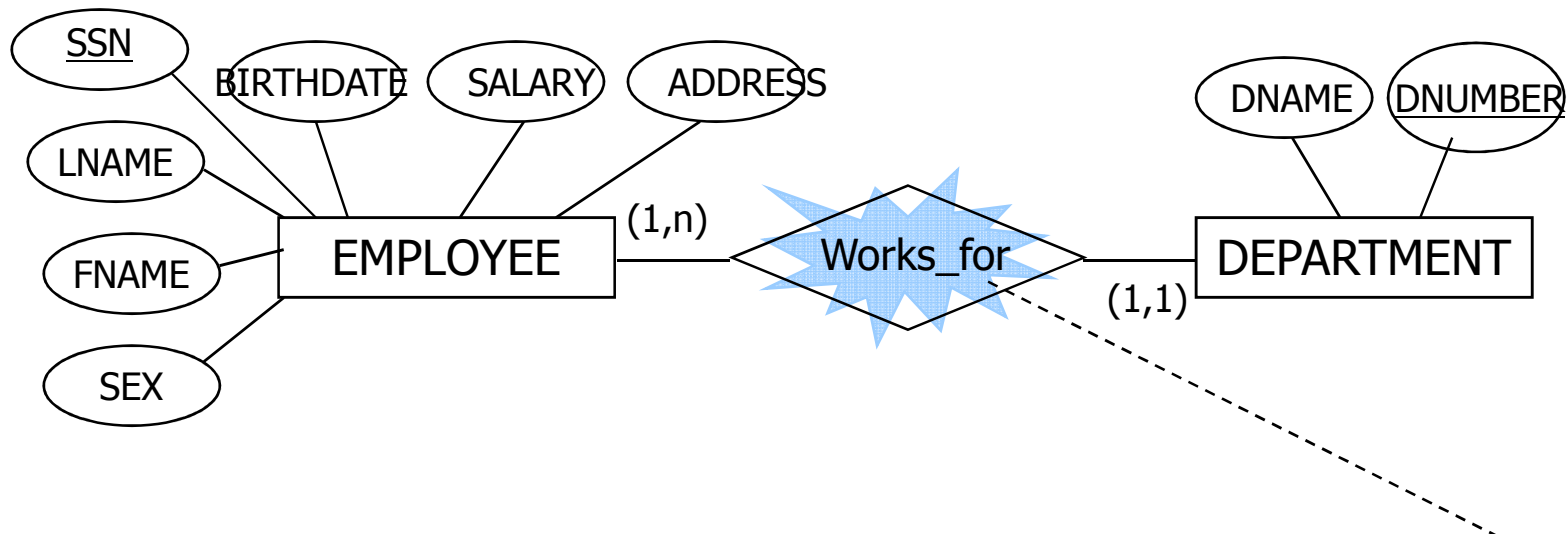 SSN
BIRTHDATE
SALARY
ADDRESS
DNAME
DNUMBER
LNAME
FNAME
SEX
EMPLOYEE
(1,n)
Works_for
(1,1)
DEPARTMENT